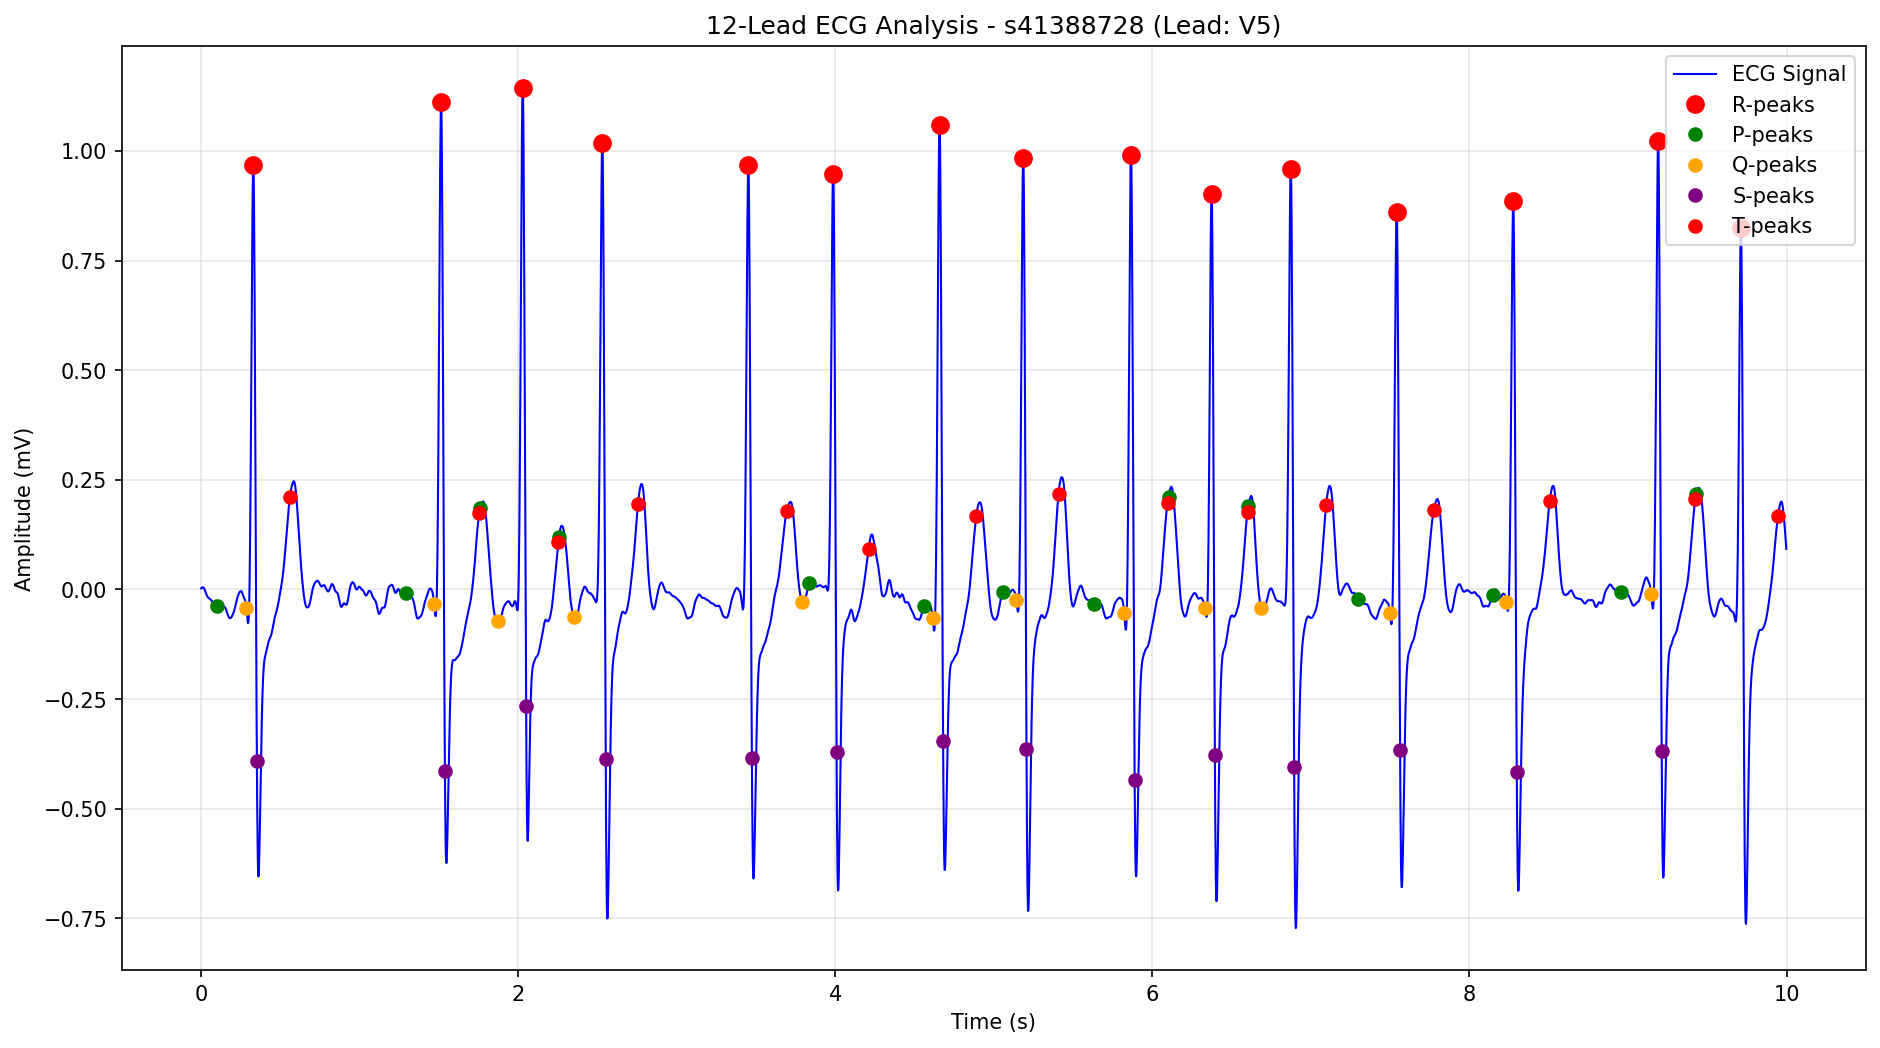 12-Lead ECG Analysis - s41388728 (Lead: V5)
ECG Signal
R-peaks
P-peaks
Q-peaks
S-peaks
T-peaks
Amplitude (mV)
1.00
0.75
0.50
0.25
0.00
−0.25
−0.50
−0.75
0 2 4 6 8 10
Time (s)